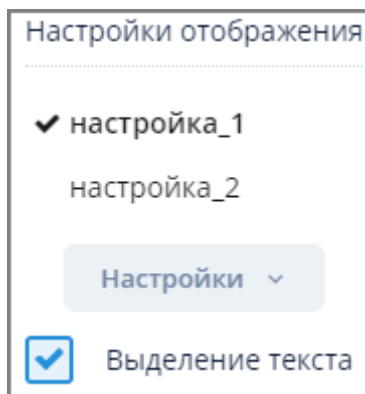 Настройки отображения
настройка_1
настройка_2
Настройки
Выделение текста